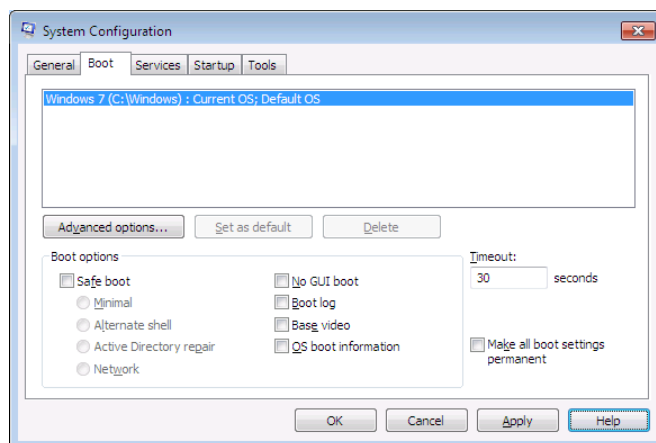 System Configuration
General Boot Services Startup Tools
Windows 7 (C:\Windows) : Current OS; Default OS
Advanced options... Set as default Delete
Boot options
Timeout:
Safe boot No GUI boot 30 seconds
Minimal Boot log
Alternate shell Base video
Active Directory repair OS boot information Make all boot settings
permanent
Network
OK Cancel Apply Help